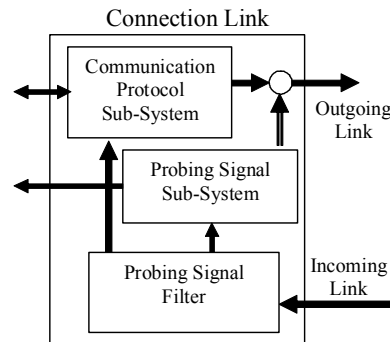 Connection Link
Communication
Protocol
Sub-System
Outgoing
Link
Probing Signal
Sub-System
Probing Signal
Filter
Incoming
Link